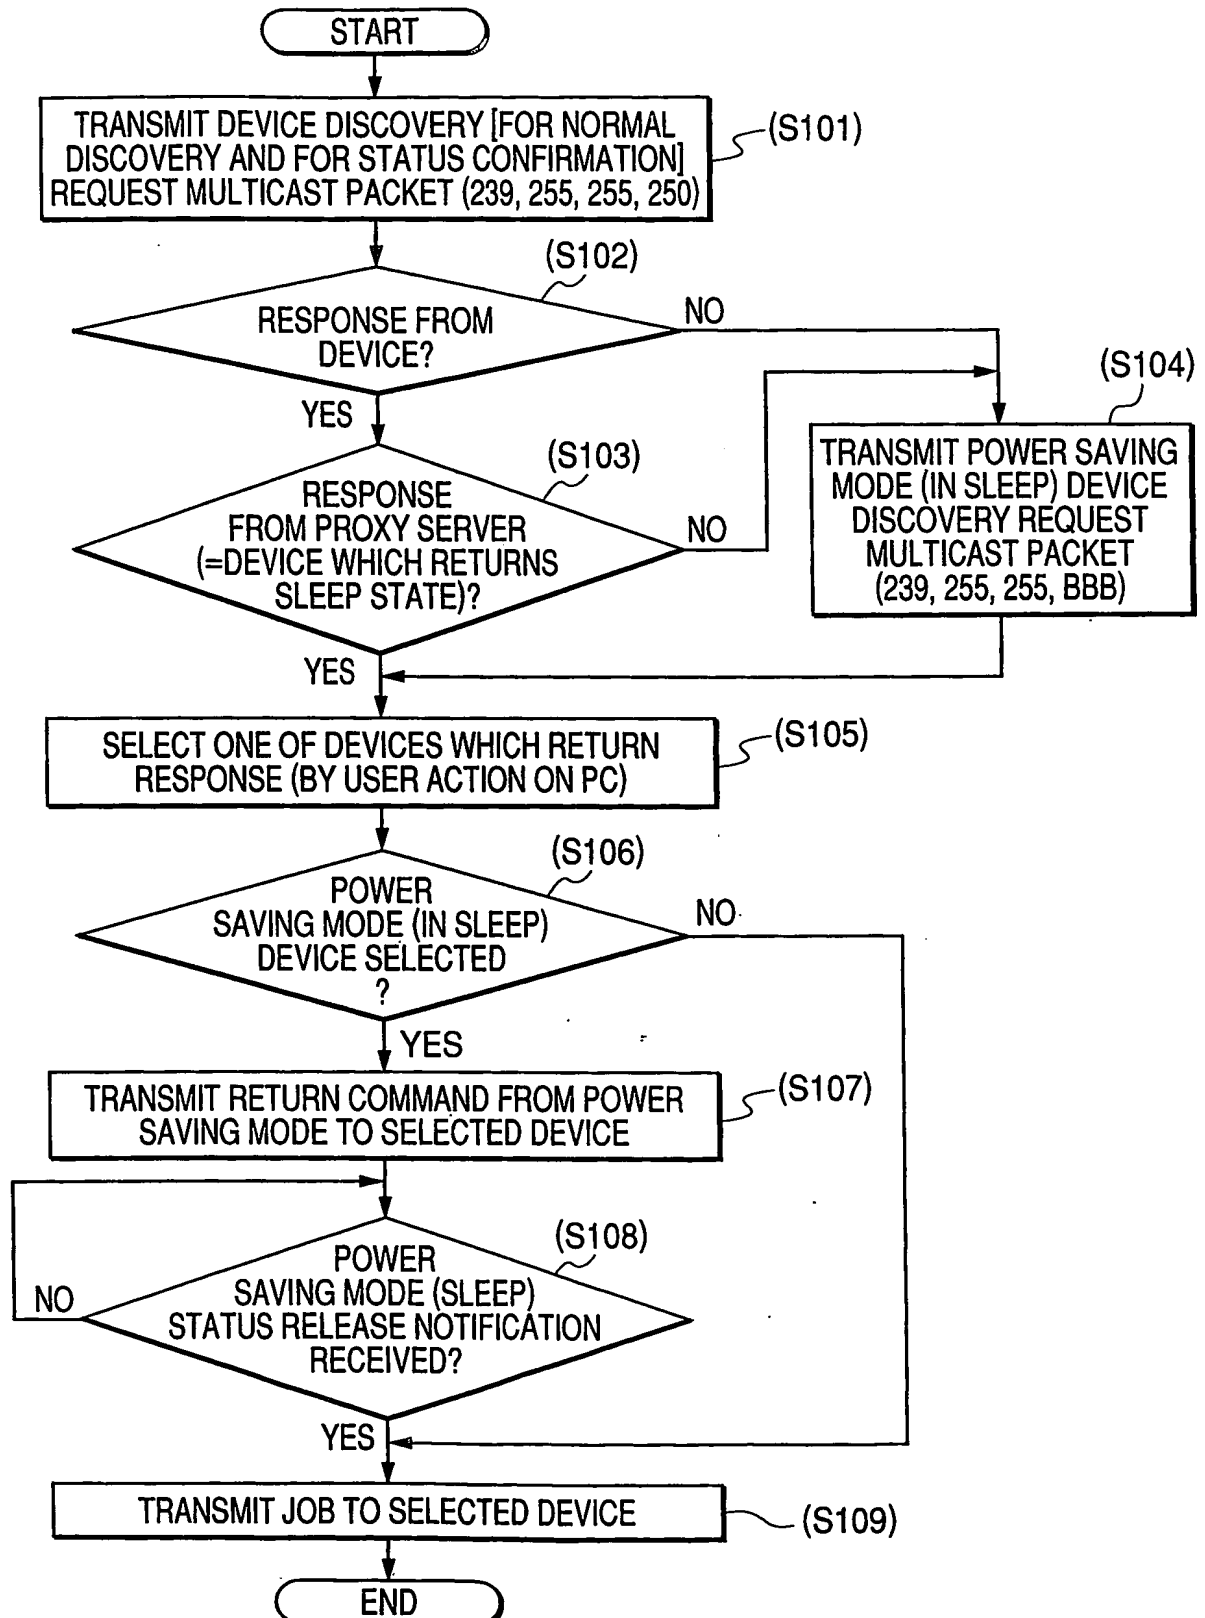 START
TRANSMIT DEVICE DISCOVERY [FOR NORMAL
DISCOVERY AND FOR STATUS CONFIRMATION]
REQUEST MULTICAST PACKET (239, 255, 255, 250)
(S101)
(S102)
RESPONSE FROM
DEVICE?
NO
YES
(S104)
TRANSMIT POWER SAVING
MODE (IN SLEEP) DEVICE
DISCOVERY REQUEST
MULTICAST PACKET
(239, 255, 255, BBB)
(S103)
RESPONSE
FROM PROXY SERVER
(=DEVICE WHICH RETURNS
SLEEP STATE)?
NO
YES
SELECT ONE OF DEVICES WHICH RETURN
RESPONSE (BY USER ACTION ON PC)
(S105)
(S106)
POWER
SAVING MODE (IN SLEEP)
DEVICE SELECTED
?
NO
YES
TRANSMIT RETURN COMMAND FROM POWER
SAVING MODE TO SELECTED DEVICE
(S107)
(S108)
POWER
SAVING MODE (SLEEP)
STATUS RELEASE NOTIFICATION
RECEIVED?
NO
YES
TRANSMIT JOB TO SELECTED DEVICE
(S109)
END